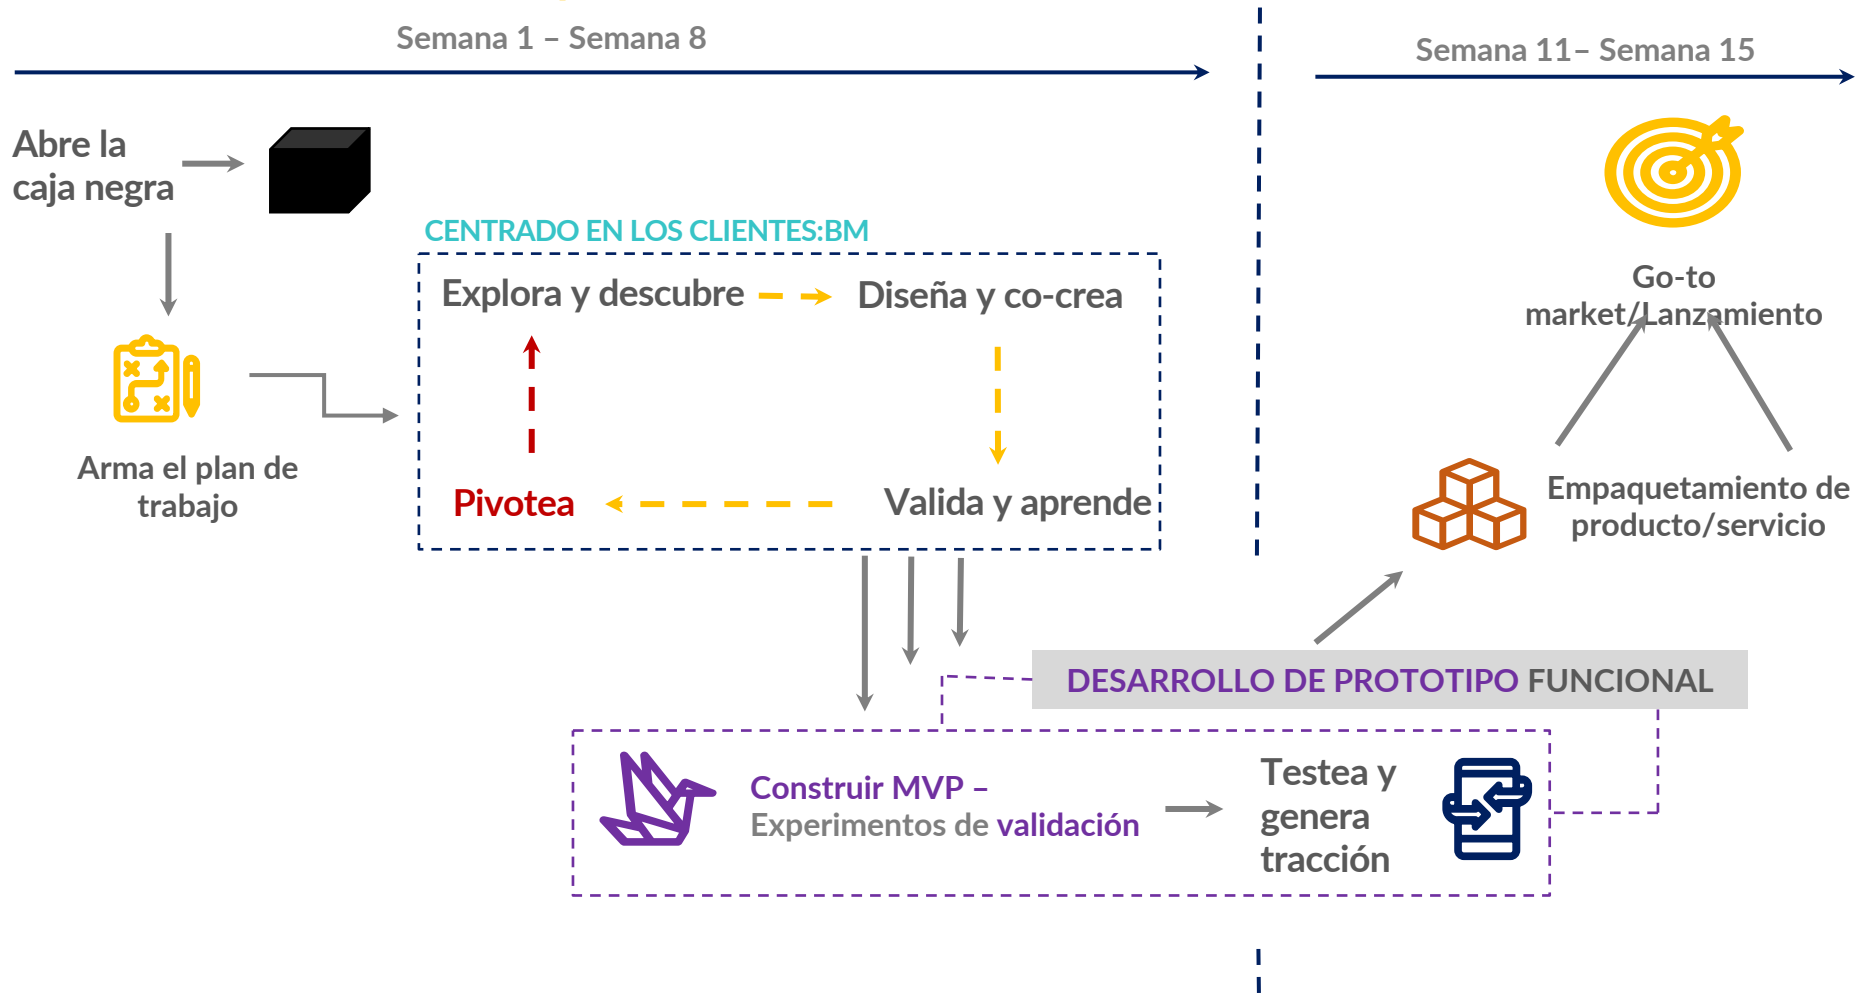 Semana 1 – Semana 8
Semana 11– Semana 15
Abre la
caja negra
CENTRADO EN LOS CLIENTES:BM
Explora y descubre
Diseña y co-crea
Go-to
market/Lanzamiento
Arma el plan de
trabajo
Pivotea
Valida y aprende
Empaquetamiento de
producto/servicio
DESARROLLO DE PROTOTIPO FUNCIONAL
Construir MVP –
Experimentos de validación
Testea y
genera
tracción